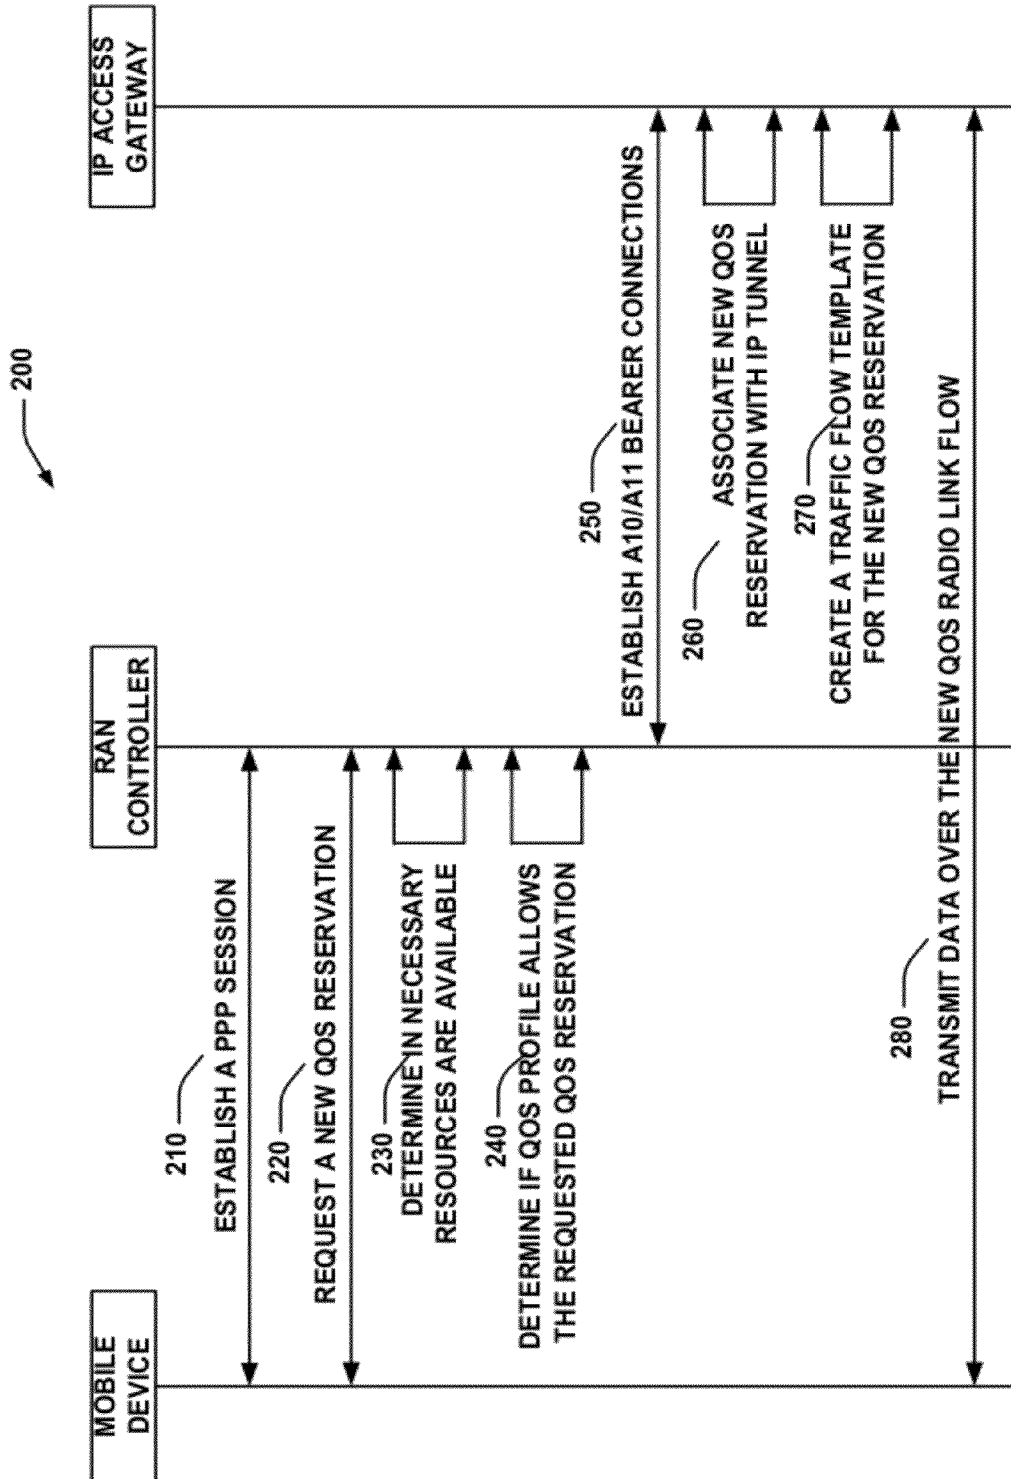 200
MOBILE
DEVICE
RAN
CONTROLLER
IP ACCESS
GATEWAY
210
ESTABLISH A PPP SESSION
220
REQUEST A NEW QOS RESERVATION
230
DETERMINE IN NECESSARY
RESOURCES ARE AVAILABLE
240
DETERMINE IF QOS PROFILE ALLOWS
THE REQUESTED QOS RESERVATION
250
ESTABLISH A10/A11 BEARER CONNECTIONS
260
ASSOCIATE NEW QOS
RESERVATION WITH IP TUNNEL
270
CREATE A TRAFFIC FLOW TEMPLATE
FOR THE NEW QOS RESERVATION
280
TRANSMIT DATA OVER THE NEW QOS RADIO LINK FLOW